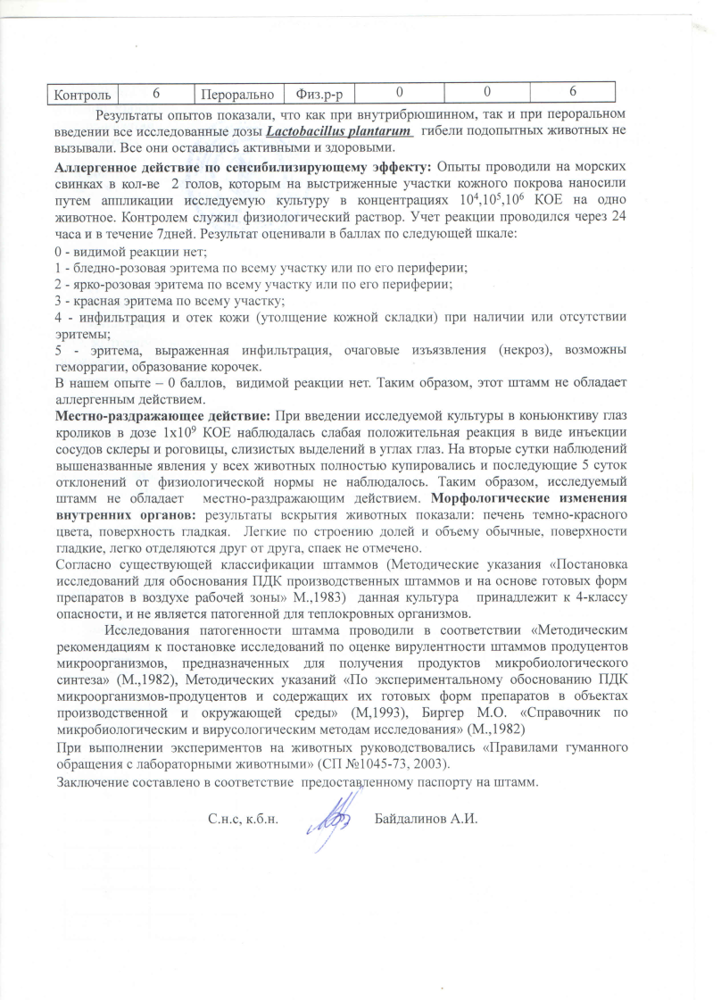 Контроль 6 Перорально Физ.р-р 0 0 6
Результаты опытов показали, что как при внутрибрюшинном, так и при пероральном
введении все исследованные дозы Lactobacillus plantarum гибели подопытных животных не
вызывали. Все они оставались активными и здоровыми.
Аллергенное действие по сенсибилизирующему эффекту: Опыты проводили на морских
свинках в кол-ве 2 голов, которым на выстриженные участки кожного покрова наносили
путем аппликации исследуемую культуру в концентрациях 10⁴,10⁵,10⁶ КОЕ на одно
животное. Контролем служил физиологический раствор. Учет реакции проводился через 24
часа и в течение 7дней. Результат оценивали в баллах по следующей шкале:
0 - видимой реакции нет;
1 - бледно-розовая эритема по всему участку или по его периферии;
2 - ярко-розовая эритема по всему участку или по его периферии;
3 - красная эритема по всему участку;
4 - инфильтрация и отек кожи (утолщение кожной складки) при наличии или отсутствии
эритемы;
5 - эритема, выраженная инфильтрация, очаговые изъязвления (некроз), возможны
геморрагии, образование корочек.
В нашем опыте – 0 баллов, видимой реакции нет. Таким образом, этот штамм не обладает
аллергенным действием.
Местно-раздражающее действие: При введении исследуемой культуры в коньюнктиву глаз
кроликов в дозе 1х10⁹ КОЕ наблюдалась слабая положительная реакция в виде инъекции
сосудов склеры и роговицы, слизистых выделений в углах глаз. На вторые сутки наблюдений
вышеназванные явления у всех животных полностью купировались и последующие 5 суток
отклонений от физиологической нормы не наблюдалось. Таким образом, исследуемый
штамм не обладает местно-раздражающим действием. Морфологические изменения
внутренних органов: результаты вскрытия животных показали: печень темно-красного
цвета, поверхность гладкая. Легкие по строению долей и объему обычные, поверхности
гладкие, легко отделяются друг от друга, спаек не отмечено.
Согласно существующей классификации штаммов (Методические указания «Постановка
исследований для обоснования ПДК производственных штаммов и на основе готовых форм
препаратов в воздухе рабочей зоны» М.,1983) данная культура принадлежит к 4-классу
опасности, и не является патогенной для теплокровных организмов.
Исследования патогенности штамма проводили в соответствии «Методическим
рекомендациям к постановке исследований по оценке вирулентности штаммов продуцентов
микроорганизмов, предназначенных для получения продуктов микробиологического
синтеза» (М.,1982), Методических указаний «По экспериментальному обоснованию ПДК
микроорганизмов-продуцентов и содержащих их готовых форм препаратов в объектах
производственной и окружающей среды» (М,1993), Биргер М.О. «Справочник по
микробиологическим и вирусологическим методам исследования» (М.,1982)
При выполнении экспериментов на животных руководствовались «Правилами гуманного
обращения с лабораторными животными» (СП №1045-73, 2003).
Заключение составлено в соответствие предоставленному паспорту на штамм.
С.н.с, к.б.н. Байдалинов А.И.